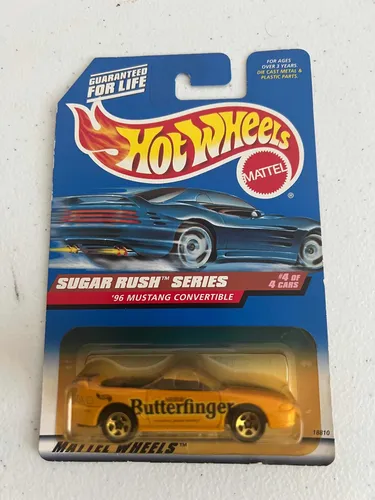 GUARANTEED
FOR LIFE
FOR AGES
OVER 3 YEARS.
DIE CAST METAL &
PLASTIC PARTS.
Hot Wheels
MATTEL
®
SUGAR RUSH™ SERIES
'96 MUSTANG CONVERTIBLE
#4 OF
4 CARS
Butterfinger
18810
MATTEL WHEELS™